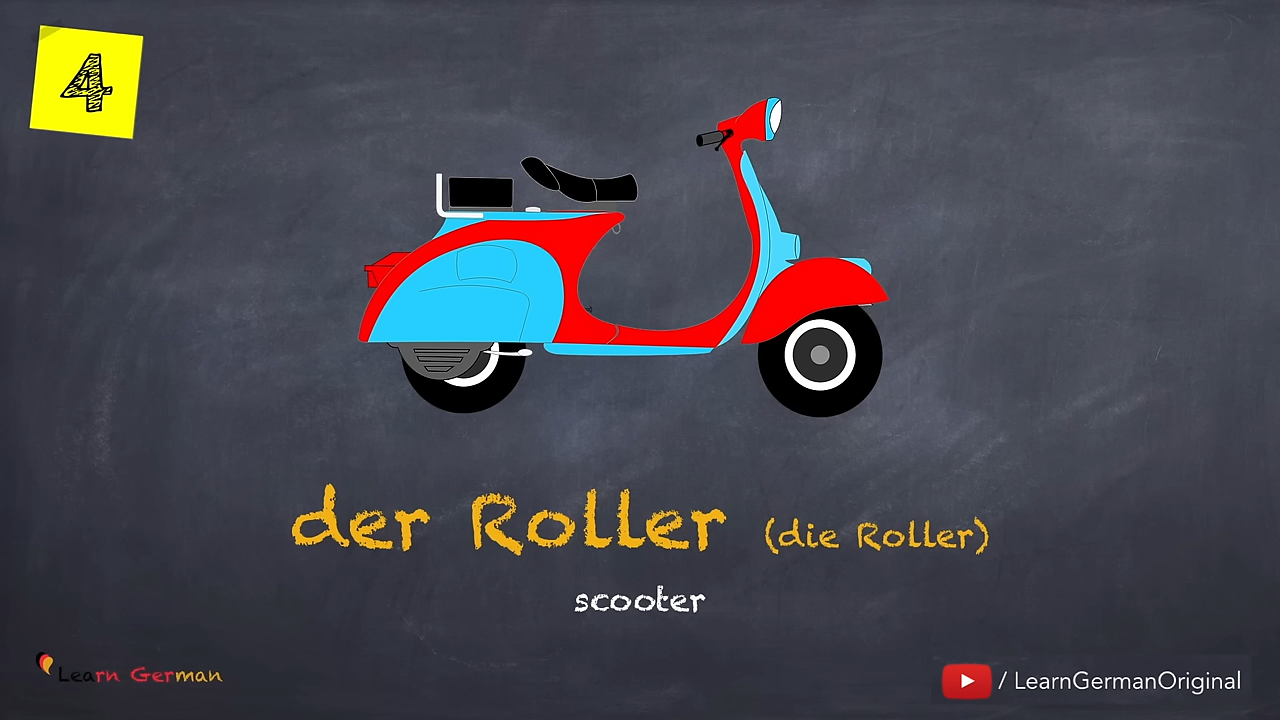 4
der Roller (die Roller)
scooter
Learn German
/ LearnGermanOriginal